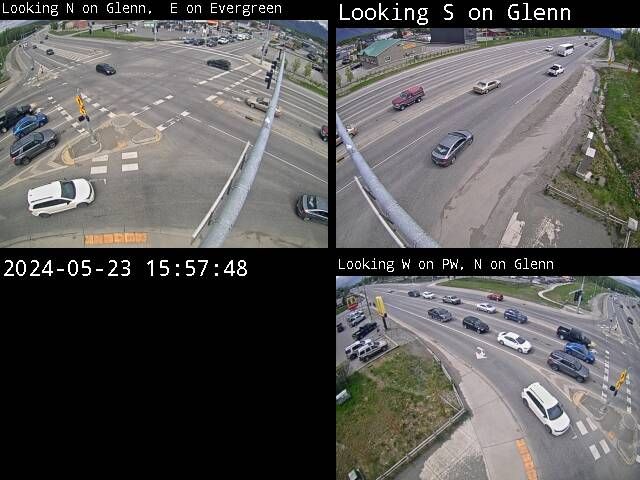 Looking N on Glenn,  E on Evergreen
Looking S on Glenn
2024-05-23 15:57:48
Looking W on PW, N on Glenn